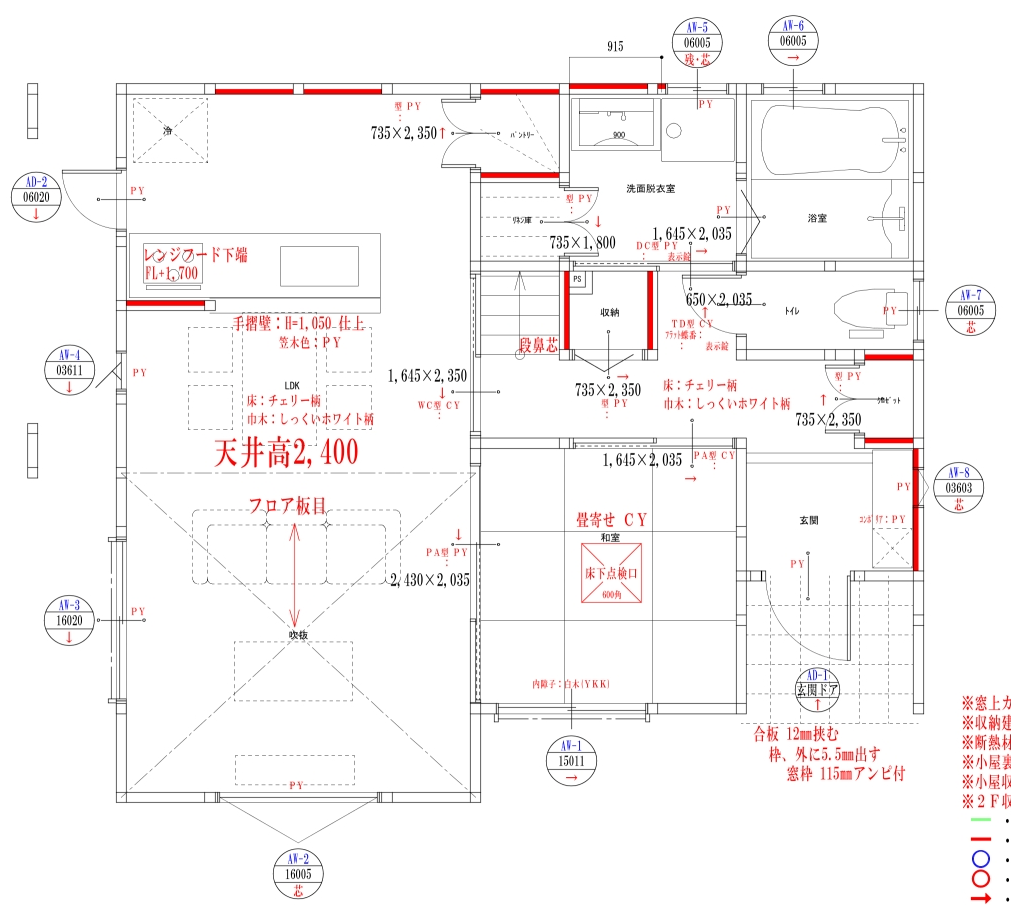 915
AW-5
06005
残・芯
AW-6
06005
→
AD-2
06020
↓
PY
冷
型 PY
：
735×2,350↑
パントリー
900
PY
洗面脱衣室
浴室
型 PY
：
↓
リネン庫
735×1,800
PY
1,645×2,035
DC型 PY →
： 表示錠
レンジフード下端
FL+1,700
PS
収納
650×2,035
↑
トイレ
PY
AW-7
06005
芯
TD型 CY
フラット蝶番：
： 表示錠
手摺壁：H=1,050 仕上
笠木色：PY
段鼻芯
AW-4
03611
↓
PY
LDK
床：チェリー柄
巾木：しっくいホワイト柄
1,645×2,350
↓
WC型 CY
→
735×2,350
型 PY
：
床：チェリー柄
巾木：しっくいホワイト柄
型 PY
：
↑
735×2,350
クロゼット
天井高2,400
1,645×2,035
PA型 CY
：
→
フロア板目
畳寄せ CY
和室
床下点検口
600角
玄関
PY
コンボリア：PY
PY
AW-8
03603
芯
↓
PA型 PY
：
2,430×2,035
AW-3
16020
↓
PY
吹抜
内障子：白木(YKK)
AD-1
玄関ドア
↑
合板 12㎜挟む
枠、外に5.5㎜出す
窓枠 115㎜アンピ付
AW-1
15011
→
PY
AW-2
16005
芯
※窓上カ
※収納建
※断熱材
※小屋裏
※小屋収
※２Ｆ収
・
・
・
・
・